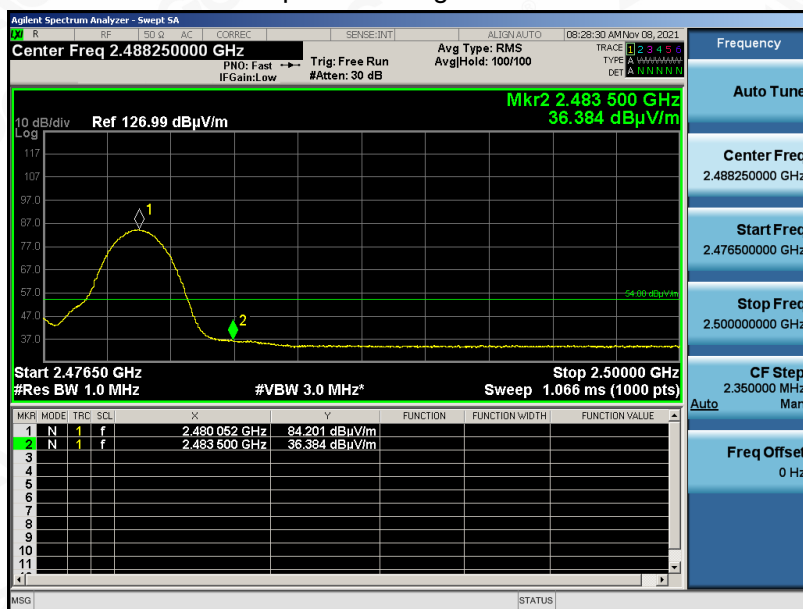 Agilent Spectrum Analyzer - Swept SA
LXI R RF 50 Ω AC CORREC SENSE:INT ALIGN AUTO 08:28:30 AM Nov 08, 2021
Center Freq 2.488250000 GHz
PNO: Fast
IFGain:Low
Trig: Free Run
#Atten: 30 dB
Avg Type: RMS
Avg|Hold: 100/100
TRACE 1 2 3 4 5 6
TYPE A WWWWW
DET A N N N N N
Mkr2 2.483 500 GHz
36.384 dBµV/m
10 dB/div
Log
Ref 126.99 dBµV/m
117
107
97.0
87.0
77.0
67.0
57.0
47.0
37.0
1
2
54.00 dBµV/m
Start 2.47650 GHz Stop 2.50000 GHz
#Res BW 1.0 MHz #VBW 3.0 MHz* Sweep 1.066 ms (1000 pts)
MKR MODE TRC SCL X Y FUNCTION FUNCTION WIDTH FUNCTION VALUE
1 N 1 f 2.480 052 GHz 84.201 dBµV/m
2 N 1 f 2.483 500 GHz 36.384 dBµV/m
3
4
5
6
7
8
9
10
11
MSG STATUS
Frequency
Auto Tune
Center Freq
2.488250000 GHz
Start Freq
2.476500000 GHz
Stop Freq
2.500000000 GHz
CF Step
2.350000 MHz
Auto Man
Freq Offset
0 Hz